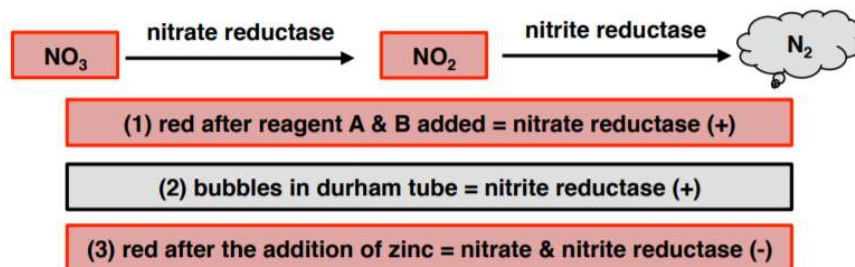 nitrate reductase nitrite reductase
NO₃ NO₂ N₂
(1) red after reagent A & B added = nitrate reductase (+)
(2) bubbles in durham tube = nitrite reductase (+)
(3) red after the addition of zinc = nitrate & nitrite reductase (-)